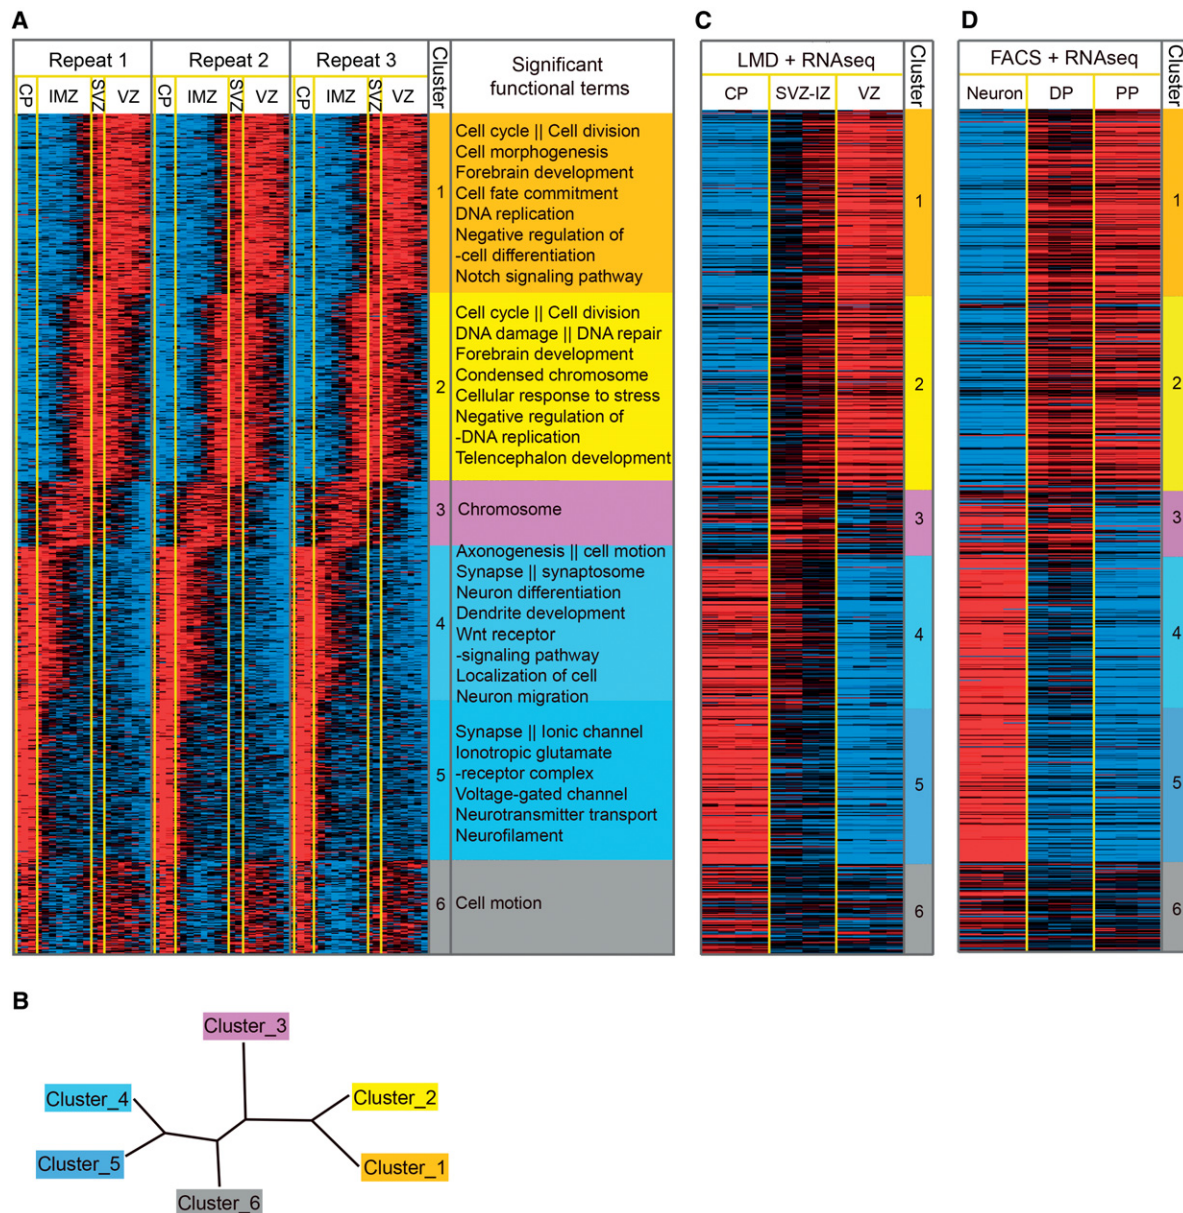 A
Repeat 1
Repeat 2
Repeat 3
Cluster
Significant
functional terms
CP
IMZ
SVZ
VZ
CP
IMZ
SVZ
VZ
CP
IMZ
SVZ
VZ
1
Cell cycle || Cell division
Cell morphogenesis
Forebrain development
Cell fate commitment
DNA replication
Negative regulation of
-cell differentiation
Notch signaling pathway
2
Cell cycle || Cell division
DNA damage || DNA repair
Forebrain development
Condensed chromosome
Cellular response to stress
Negative regulation of
-DNA replication
Telencephalon development
3
Chromosome
4
Axonogenesis || cell motion
Synapse || synaptosome
Neuron differentiation
Dendrite development
Wnt receptor
-signaling pathway
Localization of cell
Neuron migration
5
Synapse || Ionic channel
Ionotropic glutamate
-receptor complex
Voltage-gated channel
Neurotransmitter transport
Neurofilament
6
Cell motion
C
LMD + RNAseq
Cluster
CP
SVZ-IZ
VZ
1
2
3
4
5
6
D
FACS + RNAseq
Cluster
Neuron
DP
PP
1
2
3
4
5
6
B
Cluster_3
Cluster_4
Cluster_2
Cluster_5
Cluster_1
Cluster_6